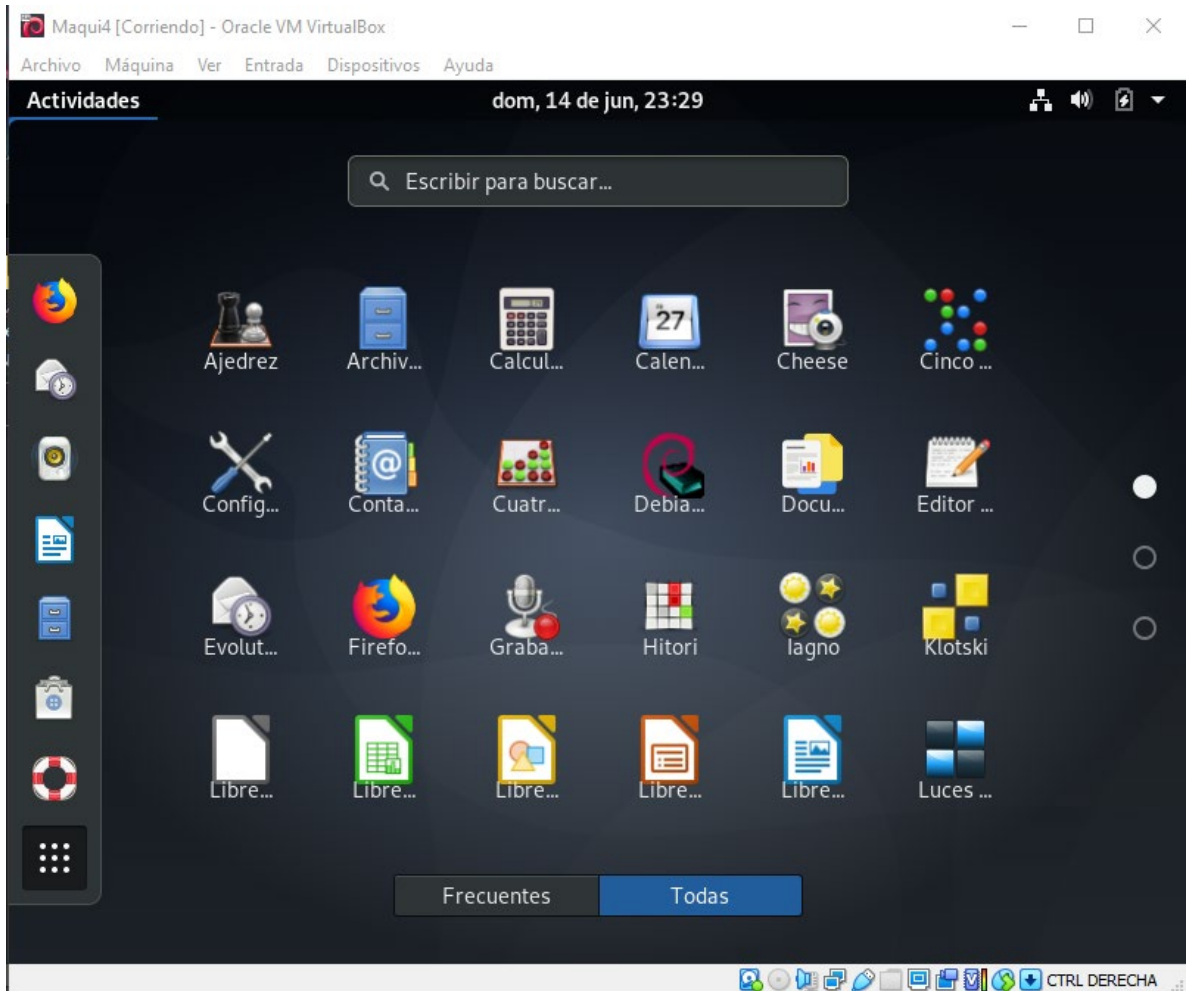 Maqui4 [Corriendo] - Oracle VM VirtualBox
Archivo Máquina Ver Entrada Dispositivos Ayuda
Actividades dom, 14 de jun, 23:29
Escribir para buscar...
27
Ajedrez Archiv... Calcul... Calen... Cheese Cinco ...
@
Config... Conta... Cuatr... Debia... Docu... Editor ...
Evolut... Firefo... Graba... Hitori Iagno Klotski
Libre... Libre... Libre... Libre... Libre... Luces ...
Frecuentes Todas
CTRL DERECHA